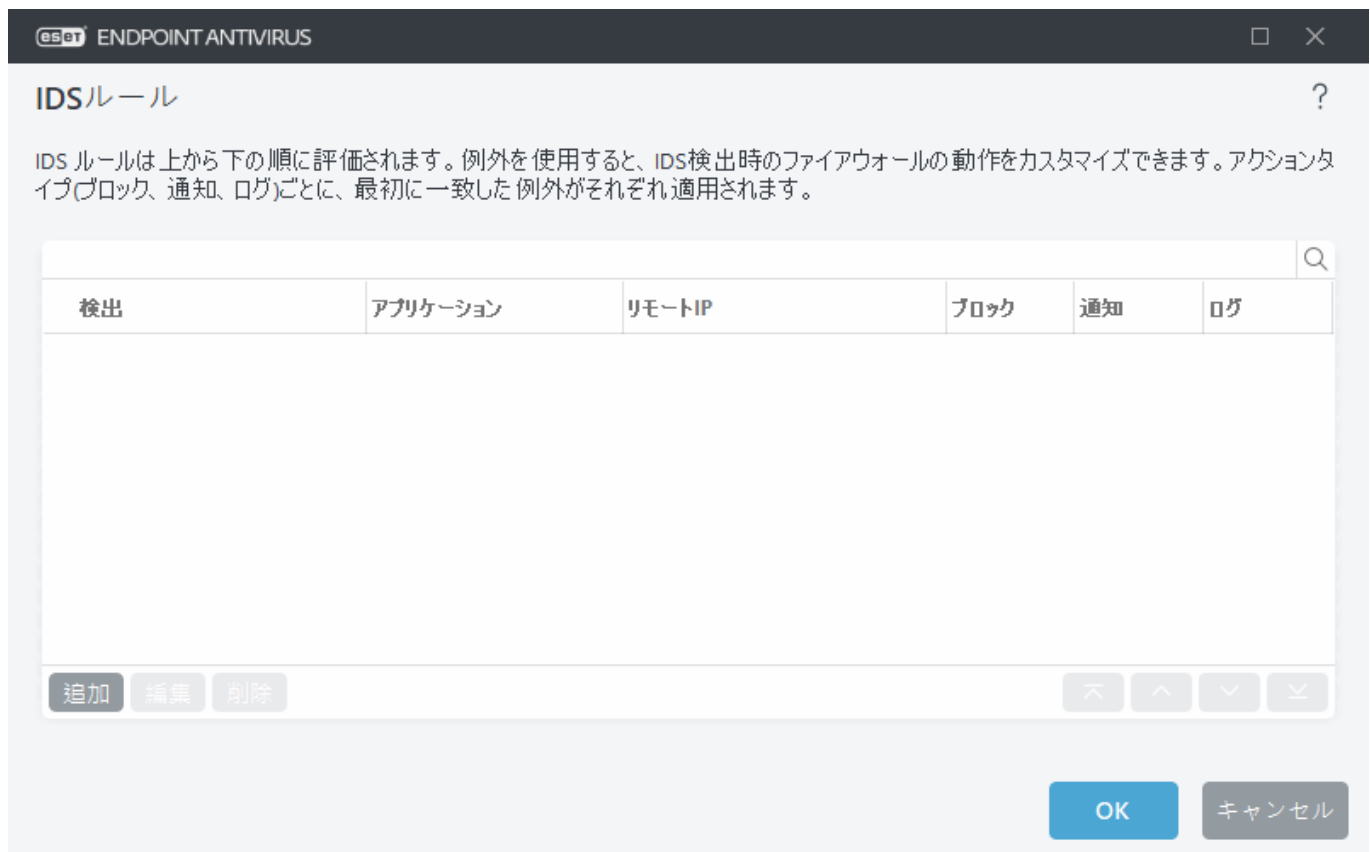 eset ENDPOINT ANTIVIRUS
IDSルール
?
IDS ルールは上から下の順に評価されます。例外を使用すると、IDS検出時のファイアウォールの動作をカスタマイズできます。アクションタ
イプ(ブロック、通知、ログ)ごとに、最初に一致した例外がそれぞれ適用されます。
検出 アプリケーション リモートIP ブロック 通知 ログ
追加 編集 削除
OK キャンセル